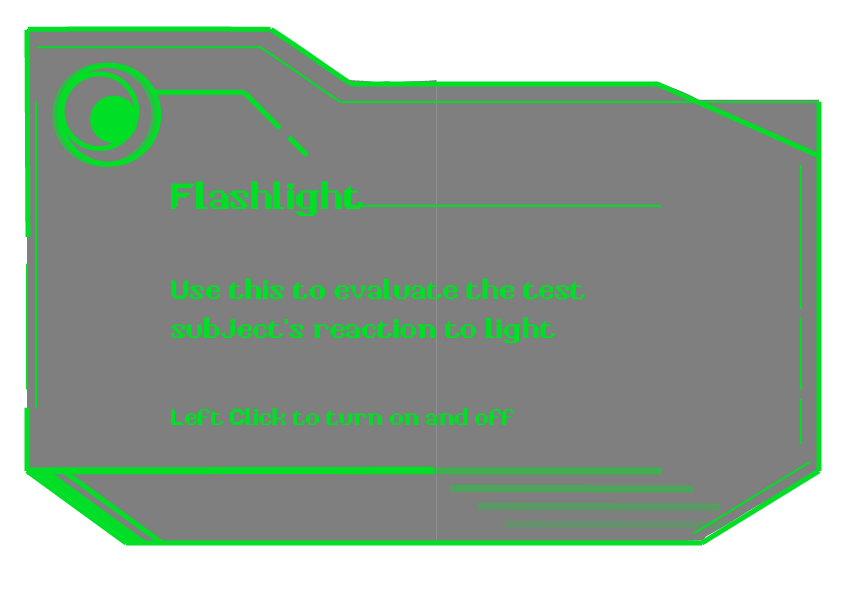 Flashlight
Use this to evaluate the test
subJect's reaction to light
Left Click to turn on and off